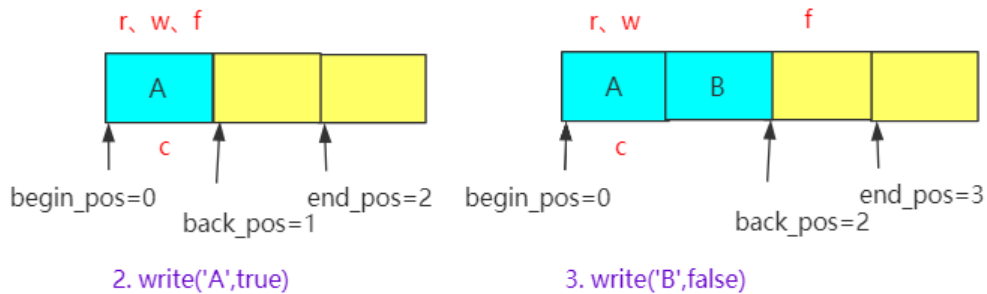 r、w、f
A
c
begin_pos=0
back_pos=1
end_pos=2
2. write('A',true)
r、w
f
A
B
c
begin_pos=0
back_pos=2
end_pos=3
3. write('B',false)